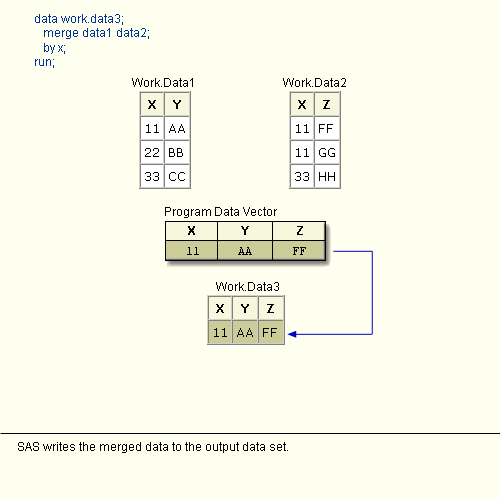 data work.data3;
merge data1 data2;
by x;
run;
Work.Data1
X Y
11 AA
22 BB
33 CC
Work.Data2
X Z
11 FF
11 GG
33 HH
Program Data Vector
X Y Z
11 AA FF
Work.Data3
X Y Z
11 AA FF
SAS writes the merged data to the output data set.